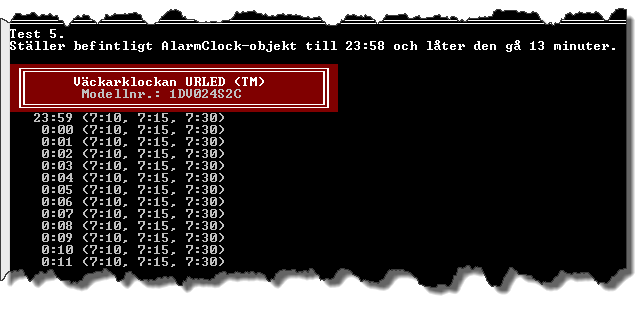 Test 5.
Ställer befintligt AlarmClock-objekt till 23:58 och låter den gå 13 minuter.
Väckarklockan URLED (TM)
Modellnr.: 1DV024S2C
23:59 (7:10, 7:15, 7:30)
0:00 (7:10, 7:15, 7:30)
0:01 (7:10, 7:15, 7:30)
0:02 (7:10, 7:15, 7:30)
0:03 (7:10, 7:15, 7:30)
0:04 (7:10, 7:15, 7:30)
0:05 (7:10, 7:15, 7:30)
0:06 (7:10, 7:15, 7:30)
0:07 (7:10, 7:15, 7:30)
0:08 (7:10, 7:15, 7:30)
0:09 (7:10, 7:15, 7:30)
0:10 (7:10, 7:15, 7:30)
0:11 (7:10, 7:15, 7:30)